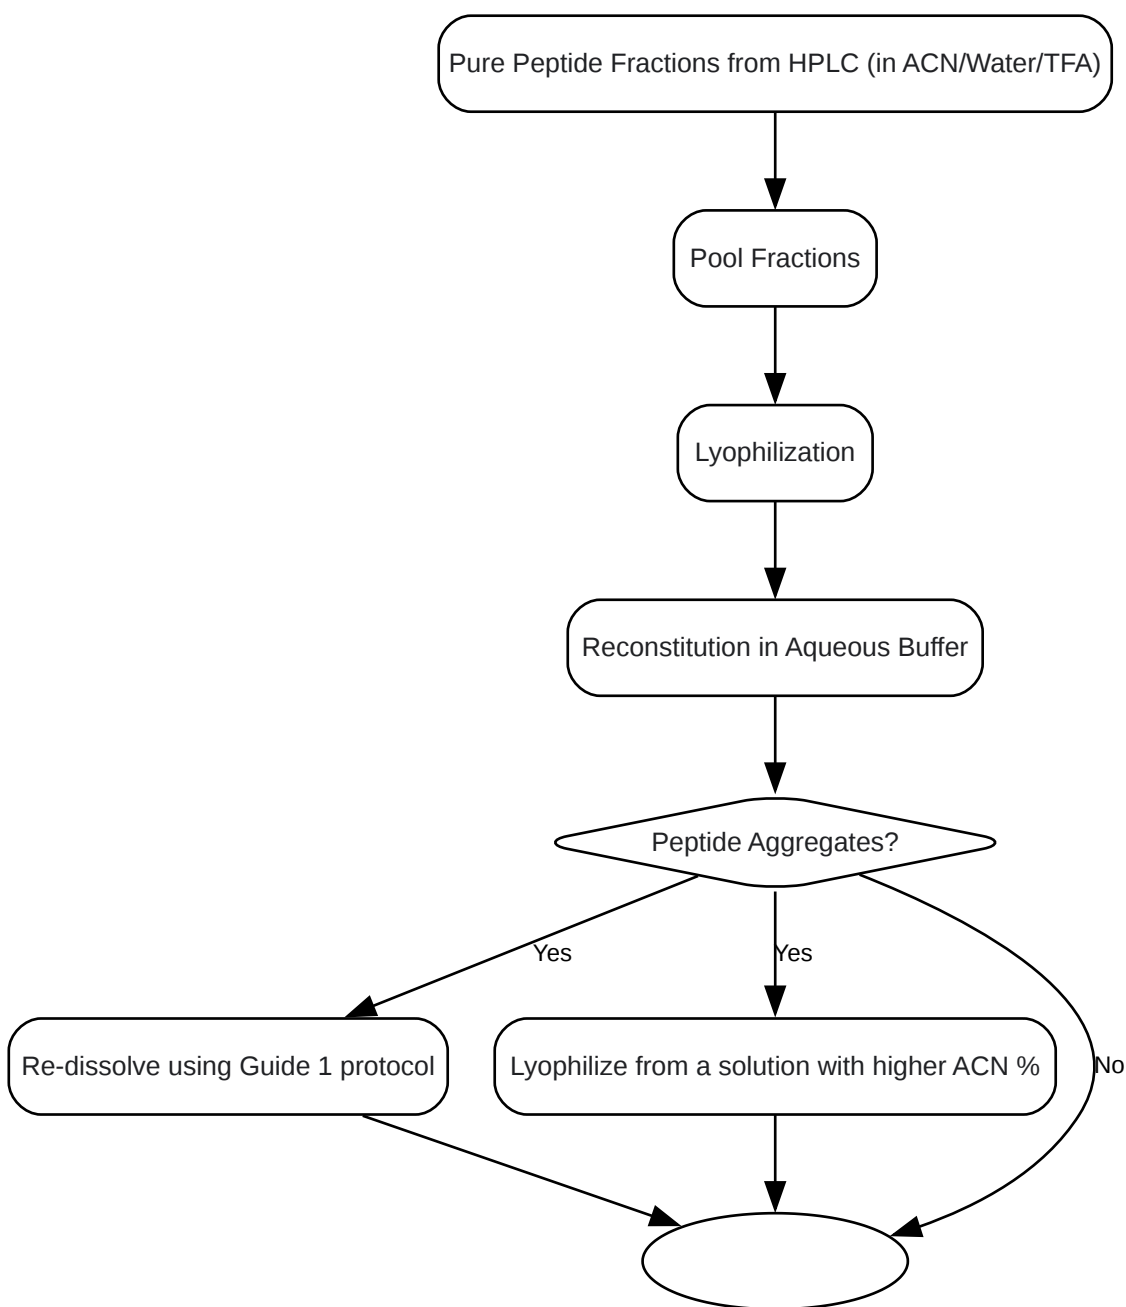 Pure Peptide Fractions from HPLC (in ACN/Water/TFA)
Pool Fractions
Lyophilization
Reconstitution in Aqueous Buffer
Peptide Aggregates?
Yes
Yes
Re-dissolve using Guide 1 protocol
Lyophilize from a solution with higher ACN %
No